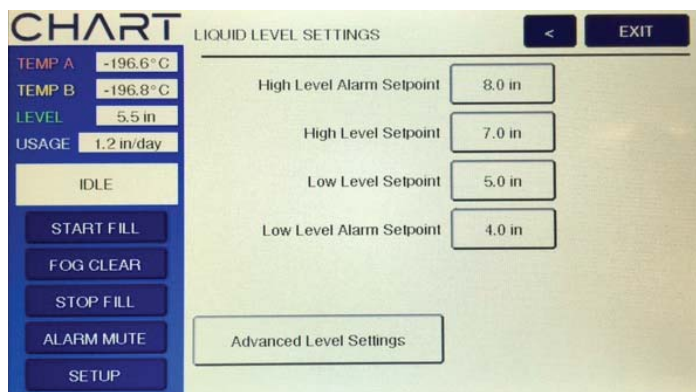 CHART
TEMP A -196.6°C
TEMP B -196.8°C
LEVEL 5.5 in
USAGE 1.2 in/day
IDLE
START FILL
FOG CLEAR
STOP FILL
ALARM MUTE
SETUP
LIQUID LEVEL SETTINGS
<
EXIT
High Level Alarm Setpoint 8.0 in
High Level Setpoint 7.0 in
Low Level Setpoint 5.0 in
Low Level Alarm Setpoint 4.0 in
Advanced Level Settings